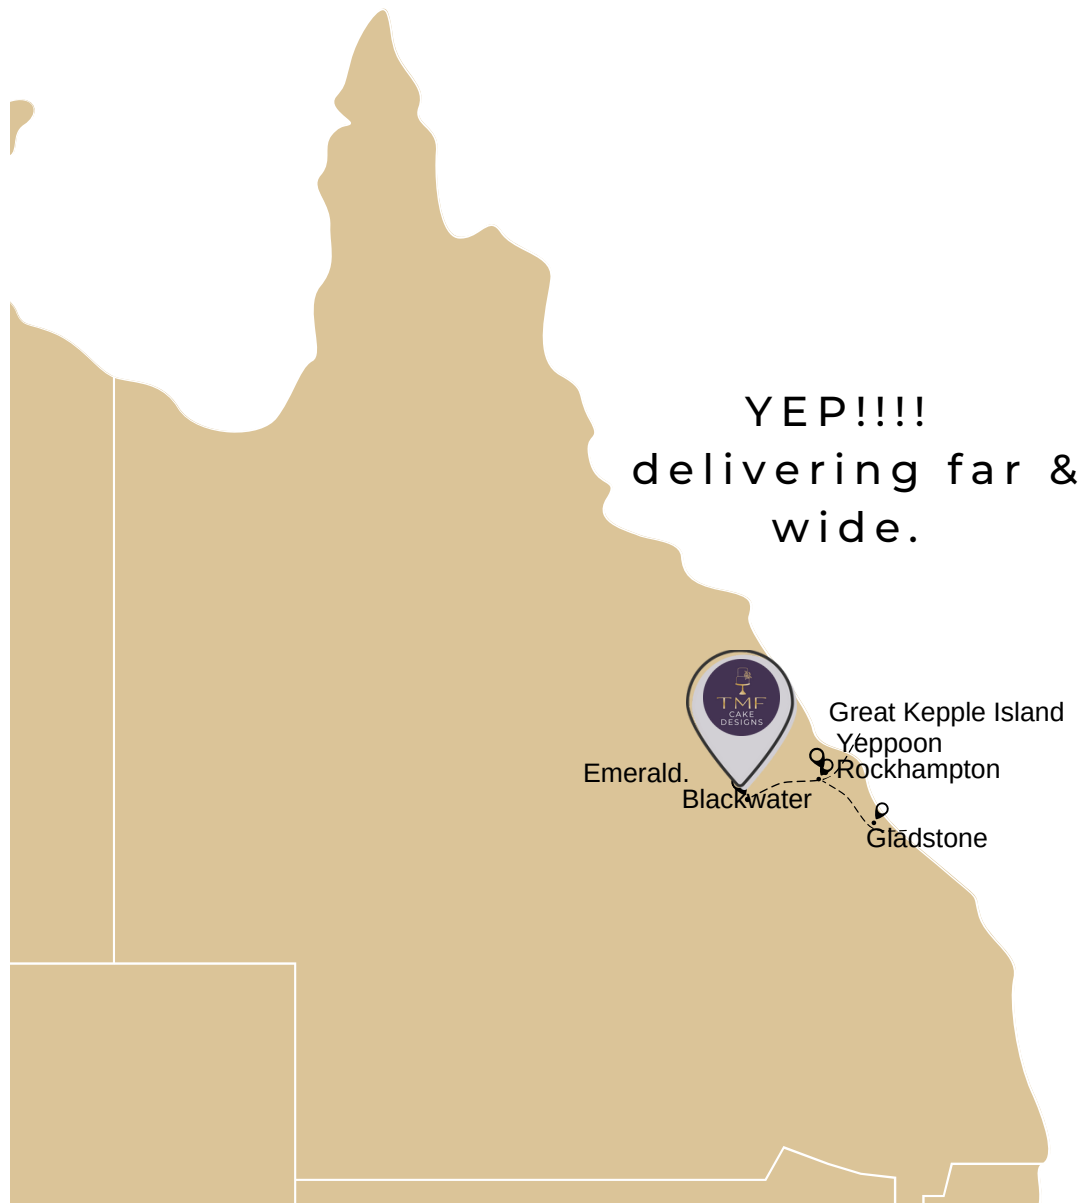 YEP!!!!
delivering far &
wide.
TMF
CAKE
DESIGNS
Great Kepple Island
Yeppoon
Rockhampton
Emerald.
Blackwater
Gladstone